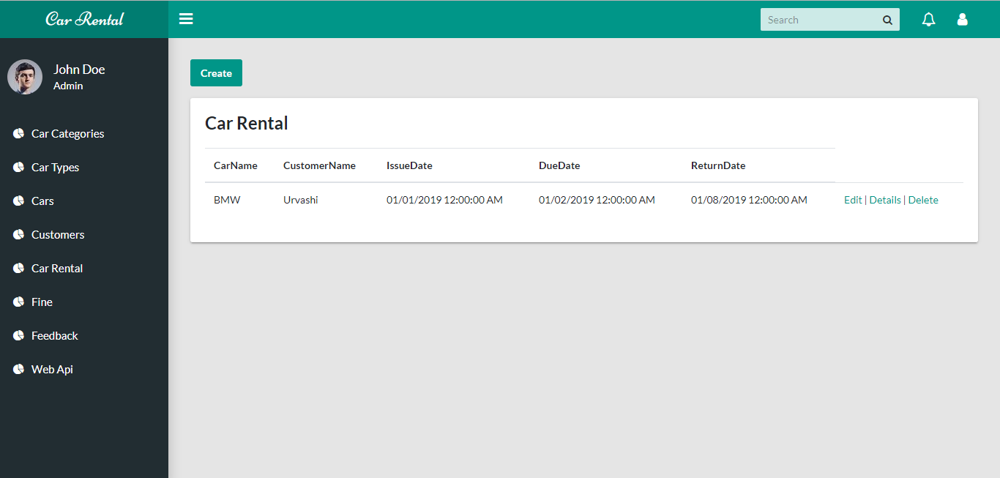 Car Rental
Search
John Doe
Admin
Car Categories
Car Types
Cars
Customers
Car Rental
Fine
Feedback
Web Api
Create
Car Rental
CarName CustomerName IssueDate DueDate ReturnDate
BMW Urvashi 01/01/2019 12:00:00 AM 01/02/2019 12:00:00 AM 01/08/2019 12:00:00 AM Edit | Details | Delete